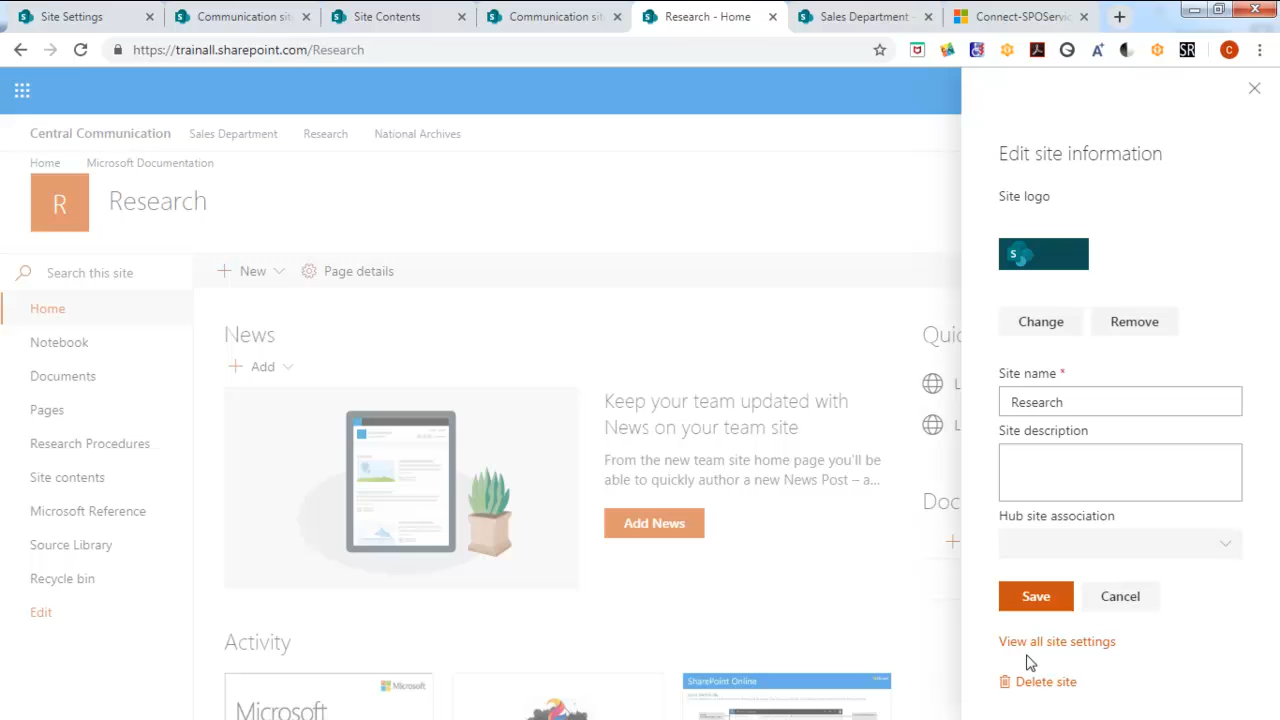 Site Settings
Communication si
Site Contents
Communication si
Research - Home
Sales Department
Connect-SPOServic
https://trainall.sharepoint.com/Research
SR
C
Central Communication
Sales Department
Research
National Archives
Home
Microsoft Documentation
R
Research
Search this site
New
Page details
Home
Notebook
Documents
Pages
Research Procedures
Site contents
Microsoft Reference
Source Library
Recycle bin
Edit
News
Add
Keep your team updated with
News on your team site
From the new team site home page you'll be
able to quickly author a new News Post – a...
Add News
Quic
L
L
Doc
Activity
Microsoft
Microsoft
SharePoint Online
Edit site information
Site logo
S
Change
Remove
Site name *
Research
Site description
Hub site association
Save
Cancel
View all site settings
Delete site